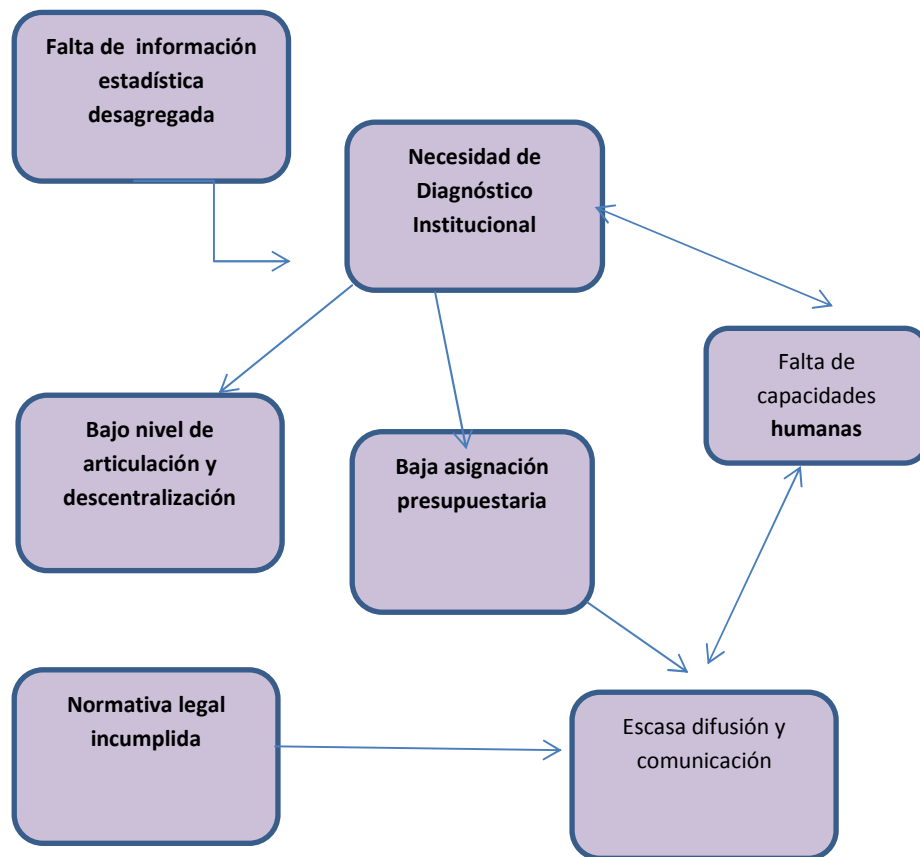 Falta de información
estadística
desagregada
Necesidad de
Diagnóstico
Institucional
Falta de
capacidades
humanas
Bajo nivel de
articulación y
descentralización
Baja asignación
presupuestaria
Normativa legal
incumplida
Escasa difusión y
comunicación